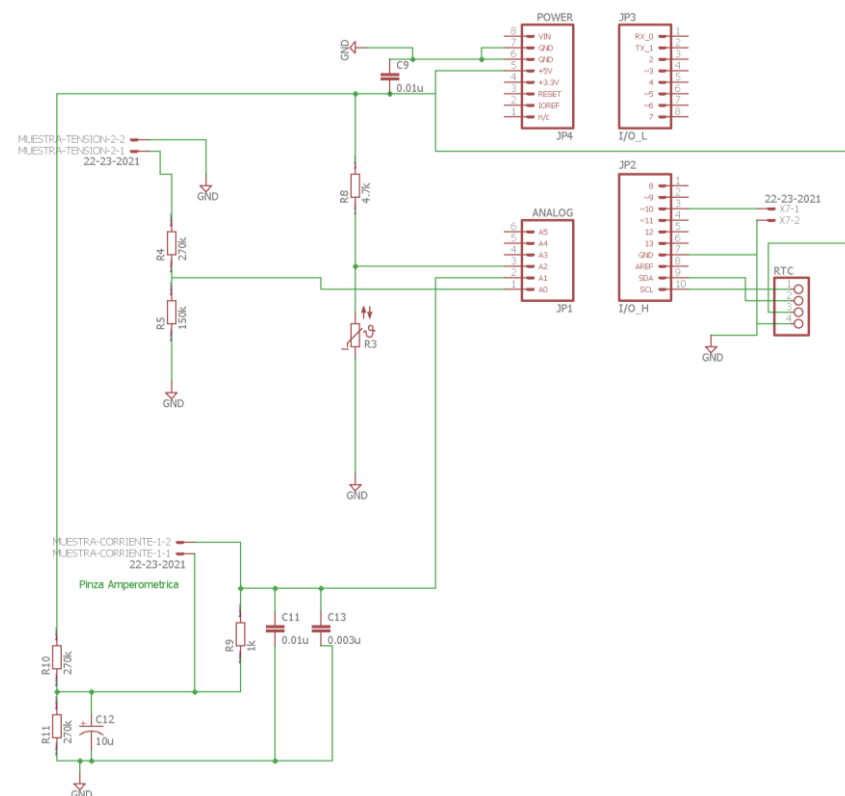 POWER
8 VIN
7 GND
6 GND
5 +5V
4 +3.3V
3 RESET
2 IOREF
1 n/c
JP4
JP3
RX_0 1
TX_1 2
2 3
~3 4
4 5
~5 6
~6 7
7 8
I/O_L
GND
C9
0.01u
MUESTRA-TENSION-2-2
MUESTRA-TENSION-2-1
22-23-2021
GND
R8
4.7k
R4
270k
R5
150k
GND
R3
GND
ANALOG
6 A5
5 A4
4 A3
3 A2
2 A1
1 A0
JP1
JP2
8 1
~9 2
~10 3
~11 4
12 5
13 6
GND 7
AREF 8
SDA 9
SCL 10
I/O_H
22-23-2021
X7-1
X7-2
RTC
1
2
3
4
GND
MUESTRA-CORRIENTE-1-2
MUESTRA-CORRIENTE-1-1
22-23-2021
Pinza Amperometrica
R9
1k
C11
0.01u
C13
0.003u
R10
270k
R11
270k
C12
+
10u
GND